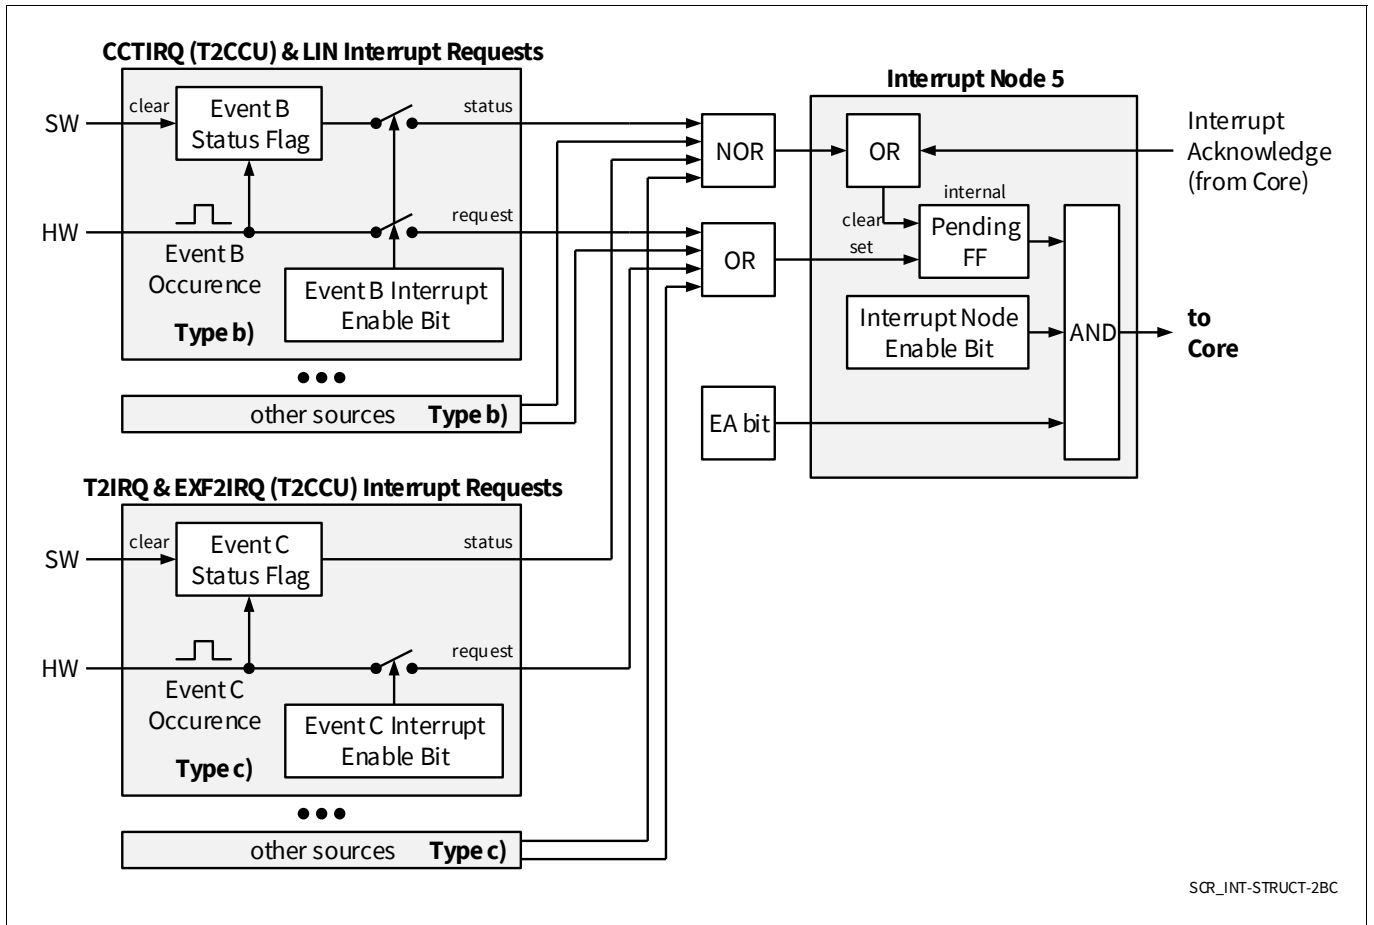 CCTIRQ (T2CCU) & LIN Interrupt Requests
SW
clear
Event B
Status Flag
status
HW
Event B
Occurence
request
Event B Interrupt
Enable Bit
Type b)
other sources Type b)
T2IRQ & EXF2IRQ (T2CCU) Interrupt Requests
SW
clear
Event C
Status Flag
status
HW
Event C
Occurence
request
Event C Interrupt
Enable Bit
Type c)
other sources Type c)
NOR
OR
EA bit
Interrupt Node 5
OR
internal
clear
set
Pending
FF
Interrupt Node
Enable Bit
AND
Interrupt
Acknowledge
(from Core)
to
Core
SCR_INT-STRUCT-2BC